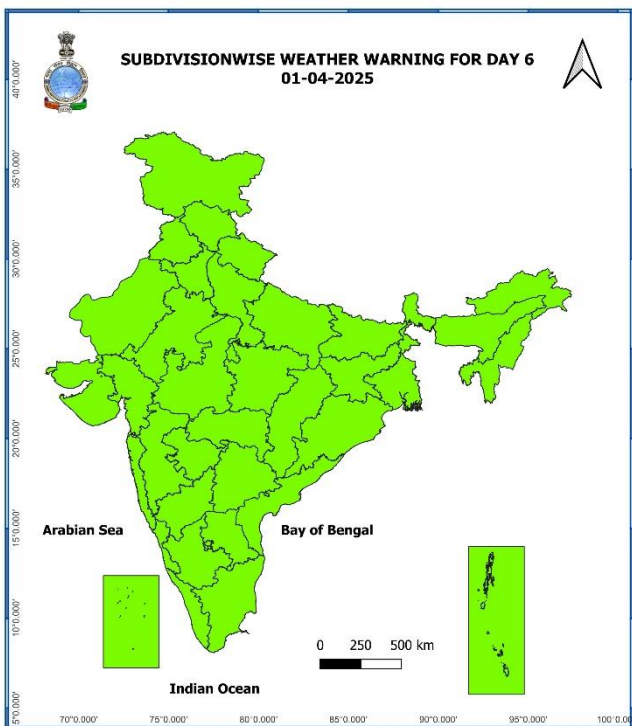 SUBDIVISIONWISE WEATHER WARNING FOR DAY 6
01-04-2025
40°0.000'
35°0.000'
30°0.000'
25°0.000'
20°0.000'
15°0.000'
10°0.000'
5°0.000'
Arabian Sea
Bay of Bengal
0 250 500 km
Indian Ocean
70°0.000' 75°0.000' 80°0.000' 85°0.000' 90°0.000' 95°0.000' 100°0.0